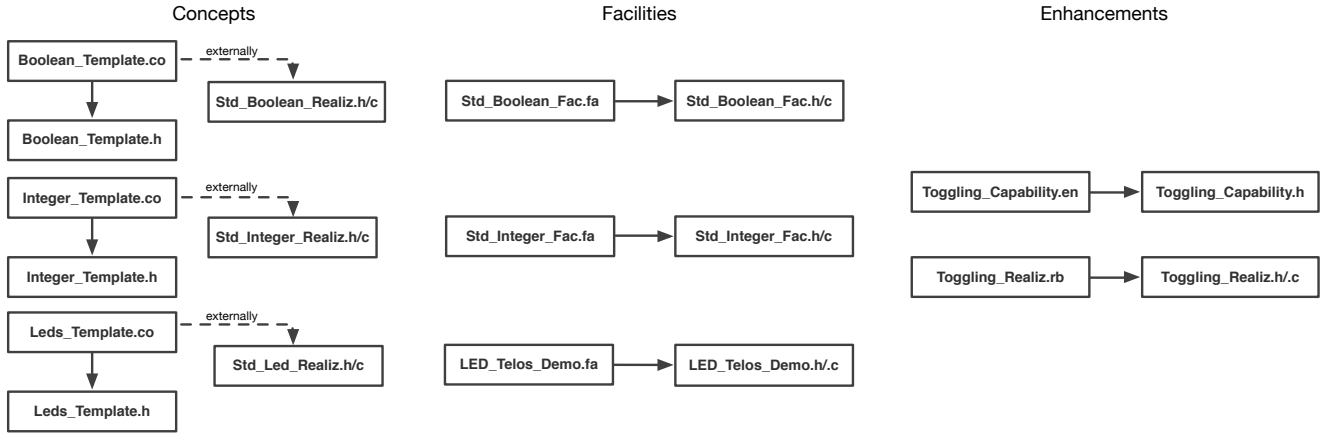 Concepts
Facilities
Enhancements
Boolean_Template.co
externally
Std_Boolean_Realiz.h/c
Boolean_Template.h
Std_Boolean_Fac.fa
Std_Boolean_Fac.h/c
Integer_Template.co
externally
Std_Integer_Realiz.h/c
Integer_Template.h
Std_Integer_Fac.fa
Std_Integer_Fac.h/c
Toggling_Capability.en
Toggling_Capability.h
Toggling_Realiz.rb
Toggling_Realiz.h/.c
Leds_Template.co
externally
Std_Led_Realiz.h/c
Leds_Template.h
LED_Telos_Demo.fa
LED_Telos_Demo.h/.c